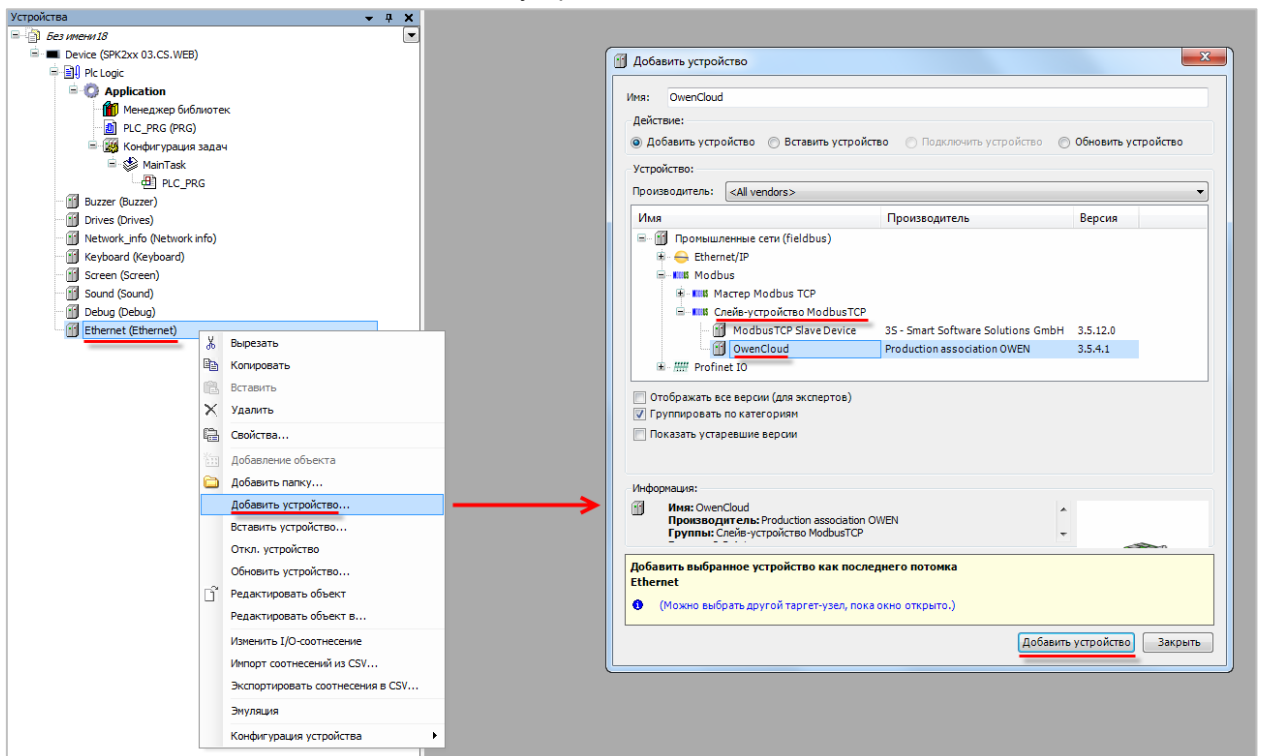 Устройства
Без имени18
Device (SPK2xx 03.CS.WEB)
Plc Logic
Application
Менеджер библиотек
PLC_PRG (PRG)
Конфигурация задач
MainTask
PLC_PRG
Buzzer (Buzzer)
Drives (Drives)
Network_info (Network info)
Keyboard (Keyboard)
Screen (Screen)
Sound (Sound)
Debug (Debug)
Ethernet (Ethernet)
Вырезать
Копировать
Вставить
Удалить
Свойства...
Добавление объекта
Добавить папку...
Добавить устройство...
Вставить устройство...
Откл. устройство
Обновить устройство...
Редактировать объект
Редактировать объект в...
Изменить I/O-соотнесение
Импорт соотнесений из CSV...
Экспортировать соотнесения в CSV...
Эмуляция
Конфигурация устройства
Добавить устройство
Имя: OwenCloud
Действие:
Добавить устройство Вставить устройство Подключить устройство Обновить устройство
Устройство:
Производитель: <All vendors>
Имя Производитель Версия
Промышленные сети (fieldbus)
Ethernet/IP
Modbus
Мастер Modbus TCP
Слейв-устройство ModbusTCP
ModbusTCP Slave Device 3S - Smart Software Solutions GmbH 3.5.12.0
OwenCloud Production association OWEN 3.5.4.1
Profinet IO
Отображать все версии (для экспертов)
Группировать по категориям
Показать устаревшие версии
Информация:
Имя: OwenCloud
Производитель: Production association OWEN
Группы: Слейв-устройство ModbusTCP
Добавить выбранное устройство как последнего потомка
Ethernet
(Можно выбрать другой таргет-узел, пока окно открыто.)
Добавить устройство Закрыть